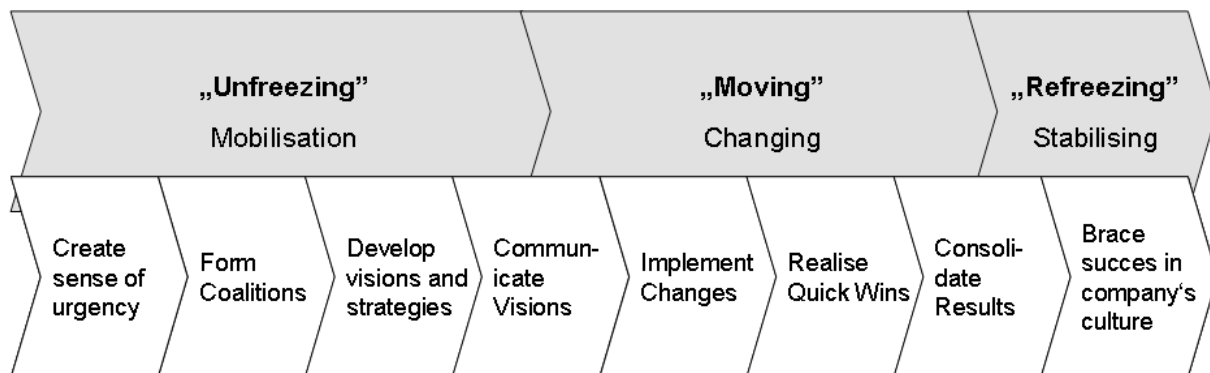 „Unfreezing”
Mobilisation
„Moving”
Changing
„Refreezing”
Stabilising
Create
sense of
urgency
Form
Coalitions
Develop
visions and
strategies
Commun-
icate
Visions
Implement
Changes
Realise
Quick Wins
Consoli-
date
Results
Brace
succes in
company‘s
culture